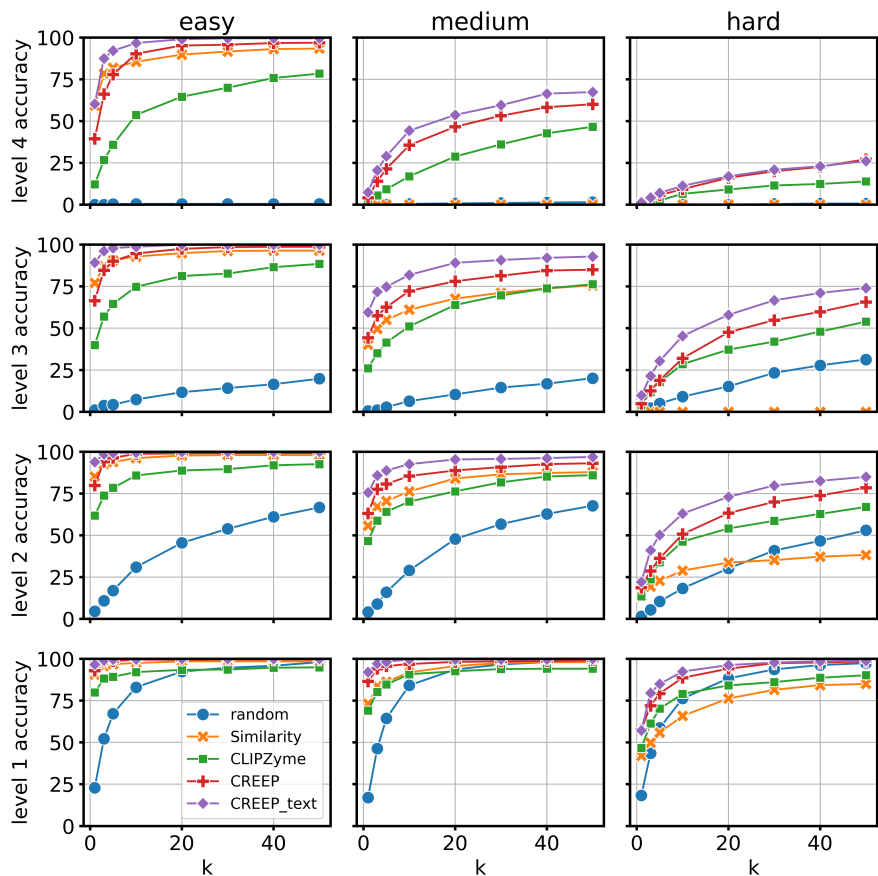 easy medium hard
level 4 accuracy
100
75
50
25
0
level 3 accuracy
100
75
50
25
0
level 2 accuracy
100
75
50
25
0
level 1 accuracy
100
75
50
25
0
random
Similarity
CLIPZyme
CREEP
CREEP_text
0 20 40 0 20 40 0 20 40
k k k